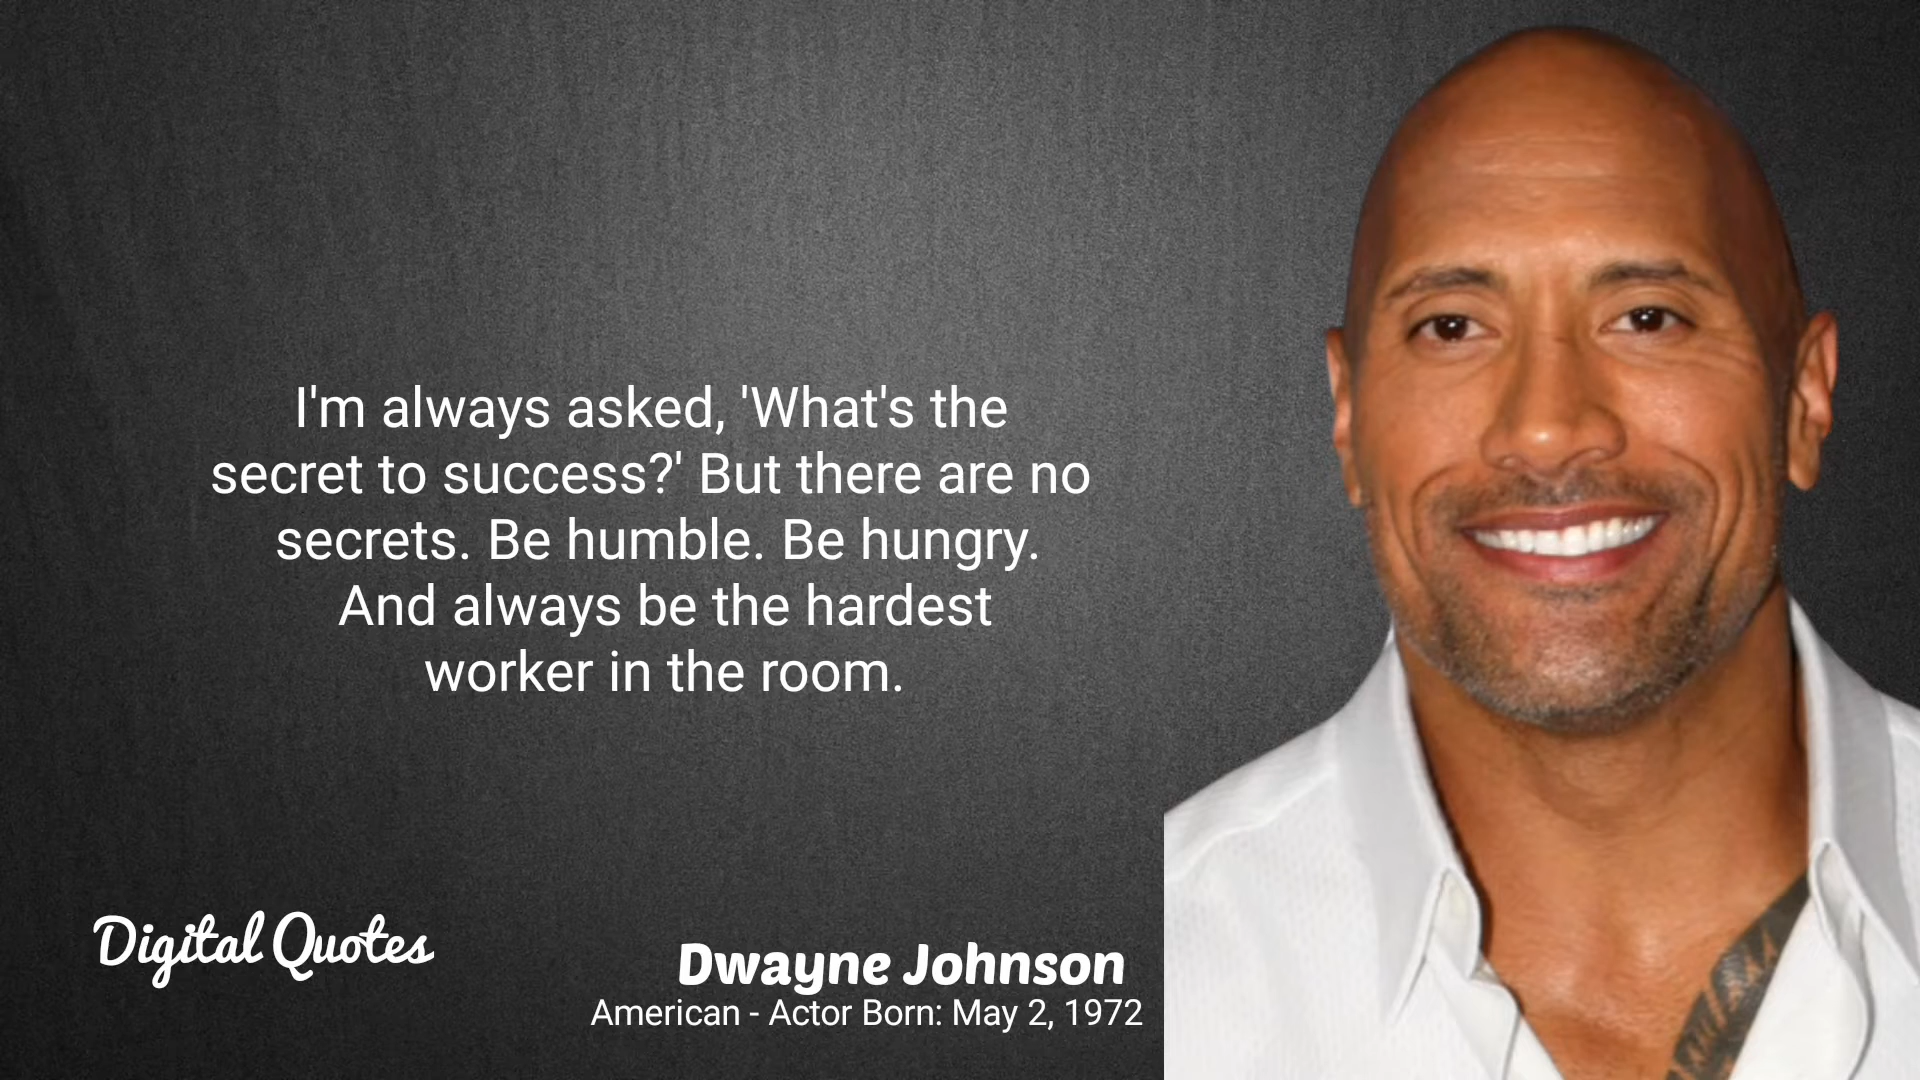 I'm always asked, 'What's the
secret to success?' But there are no
secrets. Be humble. Be hungry.
And always be the hardest
worker in the room.
Digital Quotes
Dwayne Johnson
American - Actor Born: May 2, 1972